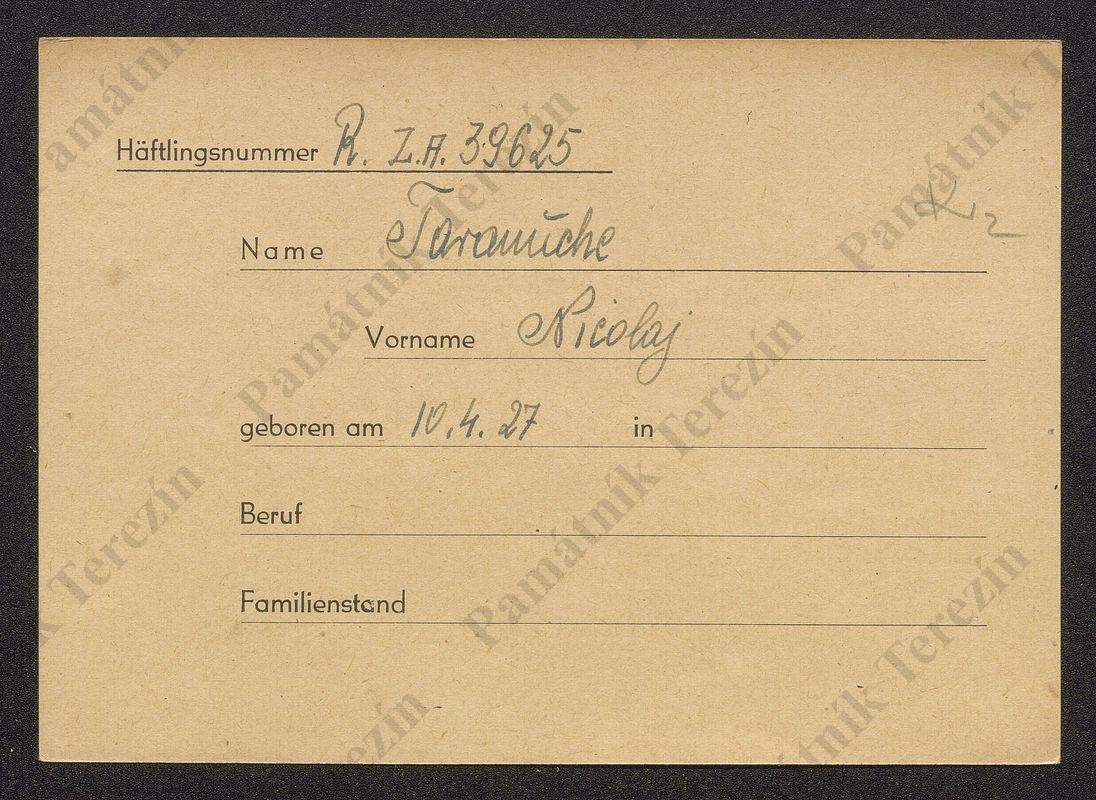 Häftlingsnummer R. Z.A. 39625
Name Taranuche
Vorname Nicolaj
geboren am 10.4.27 in
Beruf
Familienstand
Památník Terezín